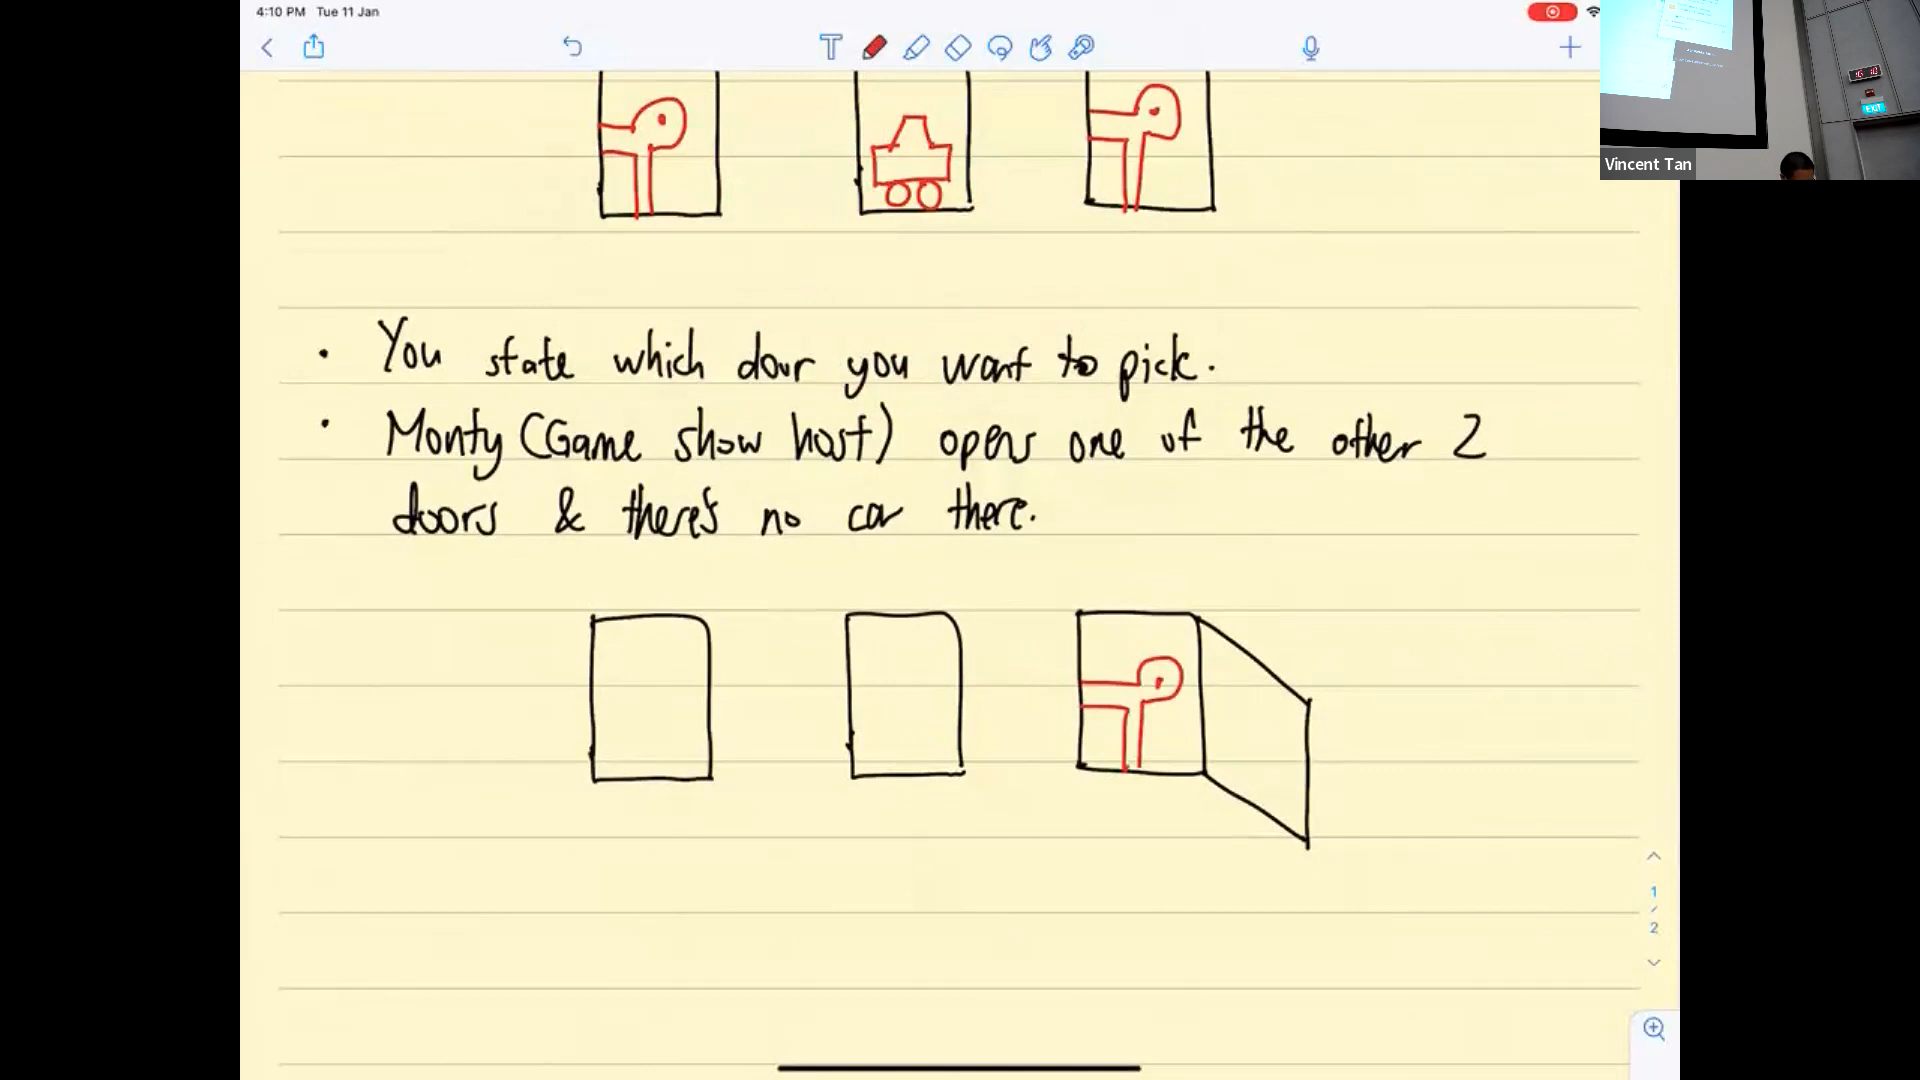 4:10 PM Tue 11 Jan
T
EXIT
Vincent Tan
• You state which door you want to pick.
• Monty (Game show host) opens one of the other 2
doors & there's no car there.
1
/
2